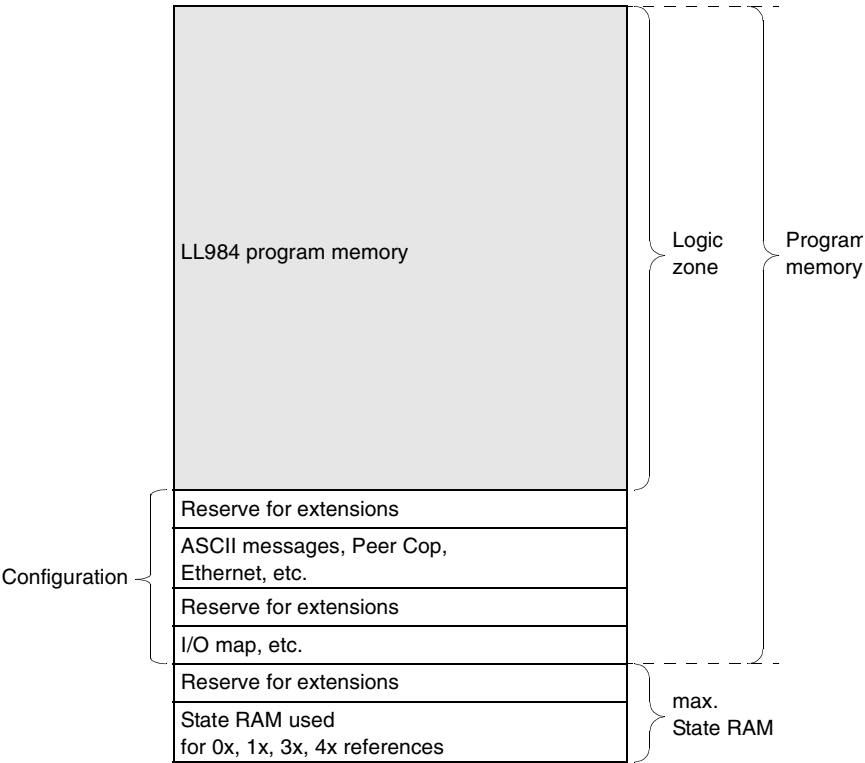 LL984 program memory
Logic
zone
Program
memory
Reserve for extensions
ASCII messages, Peer Cop,
Ethernet, etc.
Configuration
Reserve for extensions
I/O map, etc.
Reserve for extensions
State RAM used
for 0x, 1x, 3x, 4x references
max.
State RAM